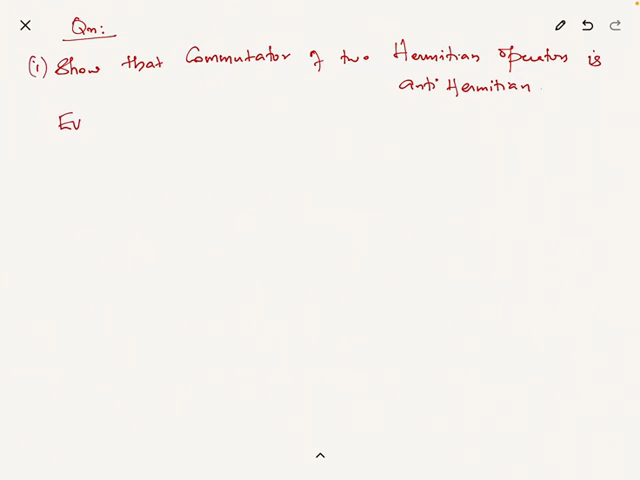 Qn:
(i) Show that Commutator of two Hermitian operators is
anti Hermitian
Ev